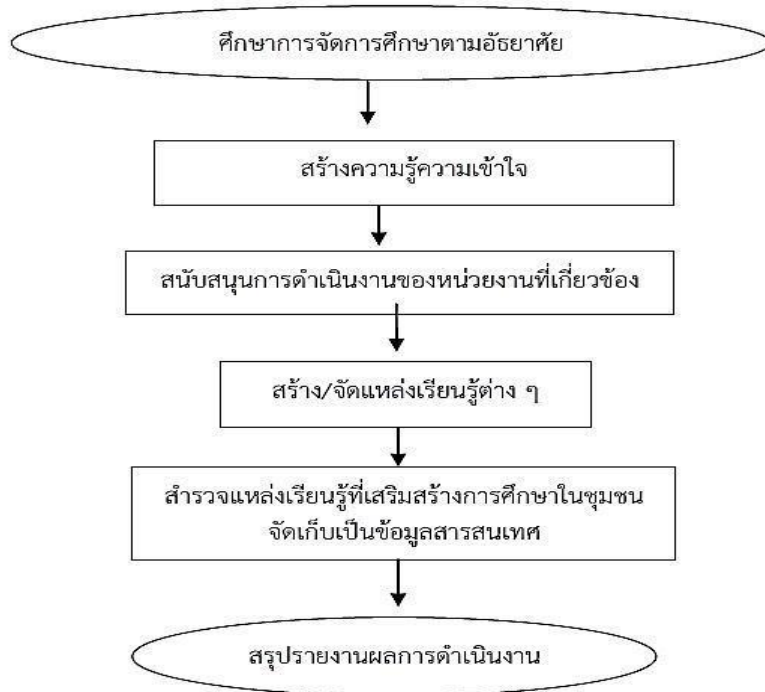 ศึกษาการจัดการศึกษาตามอัธยาศัย
สร้างความรู้ความเข้าใจ
สนับสนุนการดำเนินงานของหน่วยงานที่เกี่ยวข้อง
สร้าง/จัดแหล่งเรียนรู้ต่าง ๆ
สำรวจแหล่งเรียนรู้ที่เสริมสร้างการศึกษาในชุมชน
จัดเก็บเป็นข้อมูลสารสนเทศ
สรุปรายงานผลการดำเนินงาน